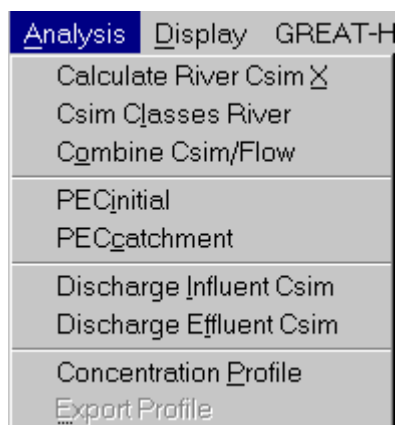 Analysis Display GREAT-H
Calculate River Csim X
Csim Classes River
Combine Csim/Flow
PECinitial
PECcatchment
Discharge Influent Csim
Discharge Effluent Csim
Concentration Profile
Export Profile